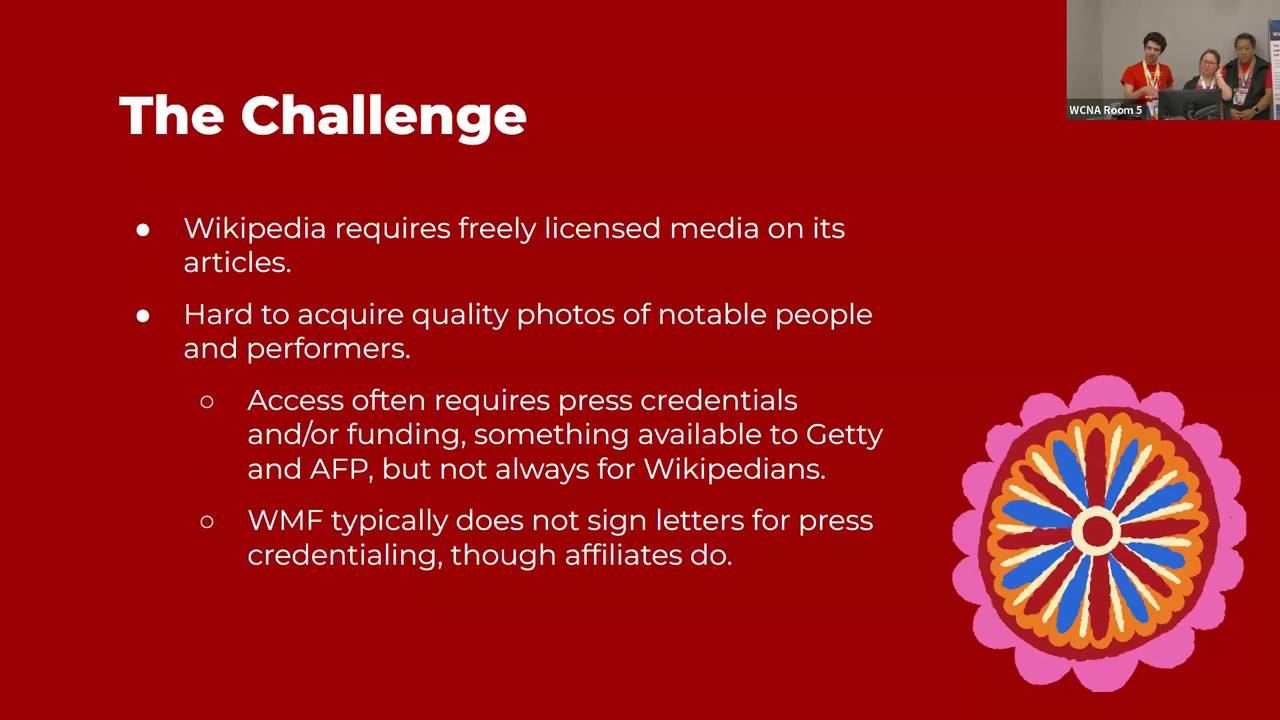 WCNA Room 5
The Challenge
● Wikipedia requires freely licensed media on its
articles.
● Hard to acquire quality photos of notable people
and performers.
○ Access often requires press credentials
and/or funding, something available to Getty
and AFP, but not always for Wikipedians.
○ WMF typically does not sign letters for press
credentialing, though affiliates do.